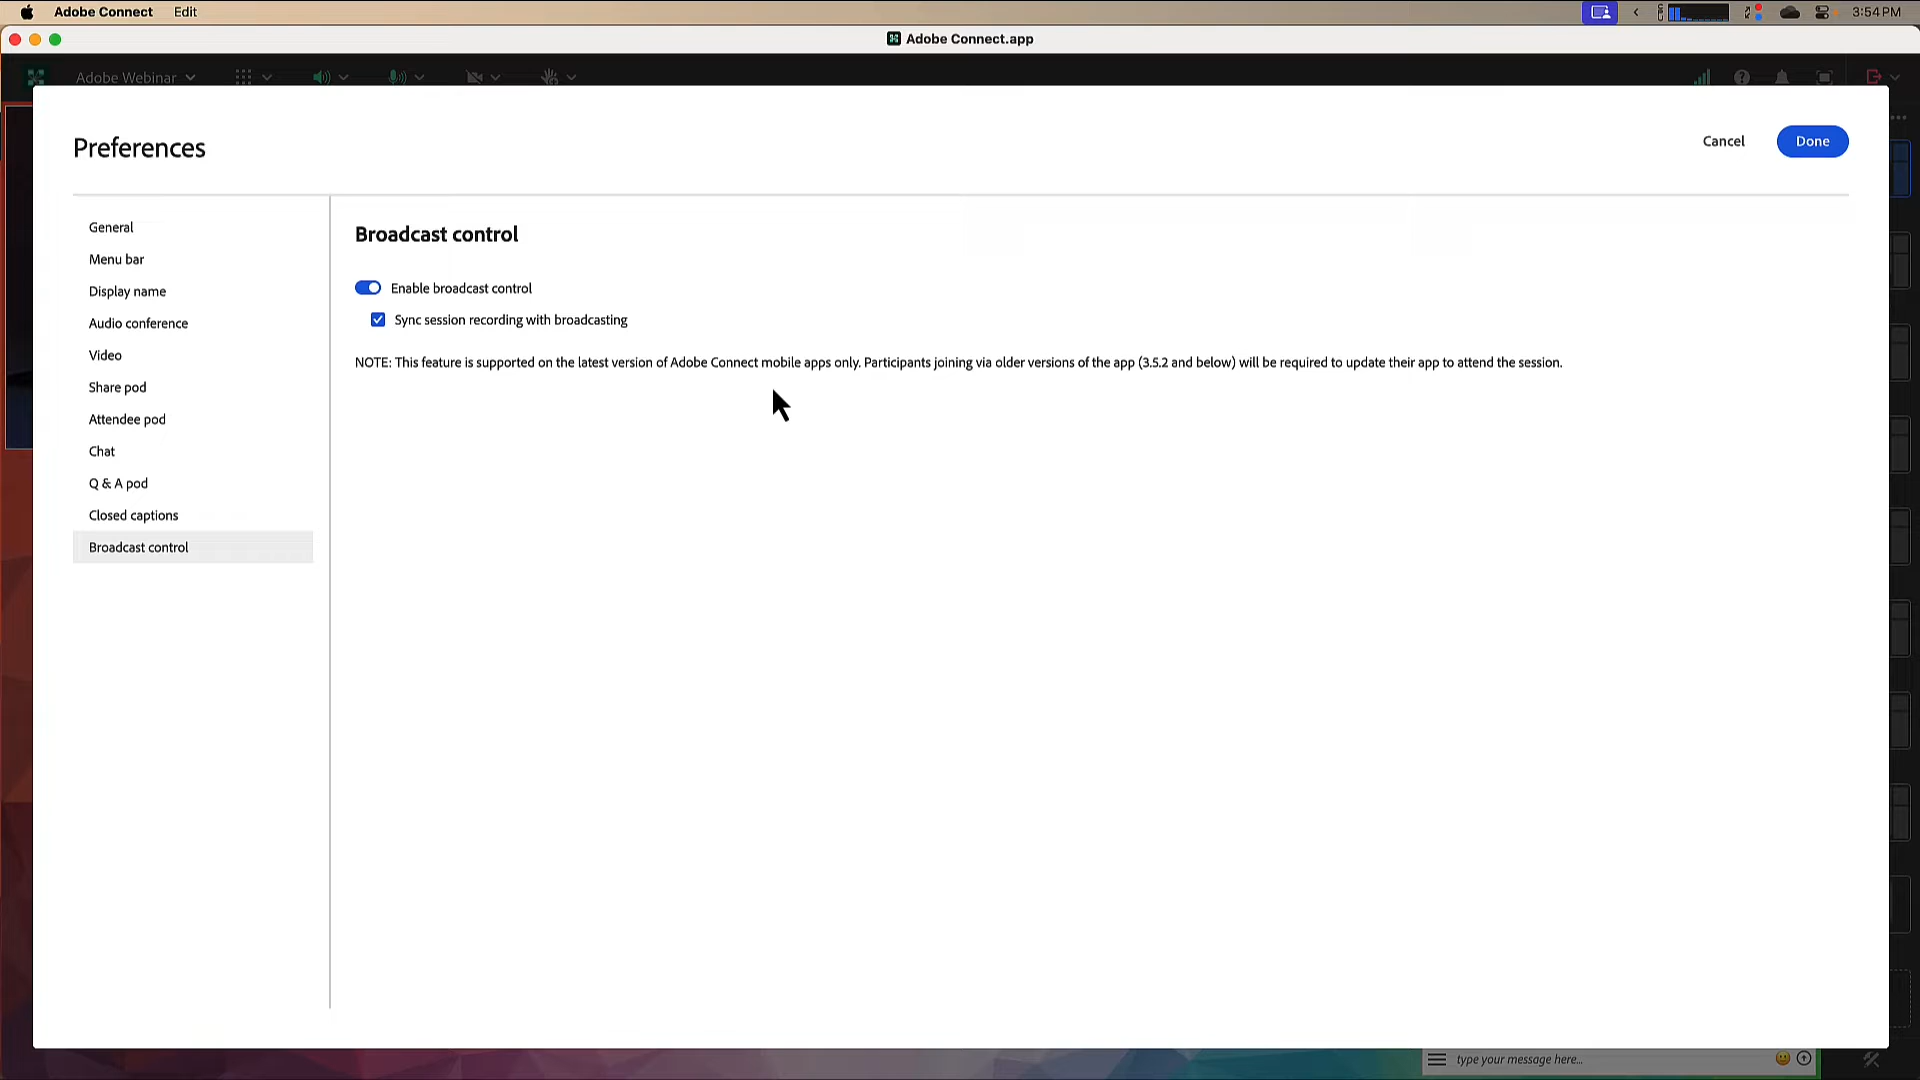 Adobe Connect Edit 3:54 PM
Adobe Connect.app
Adobe Webinar
Preferences
Cancel Done
General
Menu bar
Display name
Audio conference
Video
Share pod
Attendee pod
Chat
Q & A pod
Closed captions
Broadcast control
Broadcast control
Enable broadcast control
Sync session recording with broadcasting
NOTE: This feature is supported on the latest version of Adobe Connect mobile apps only. Participants joining via older versions of the app (3.5.2 and below) will be required to update their app to attend the session.
type your message here...